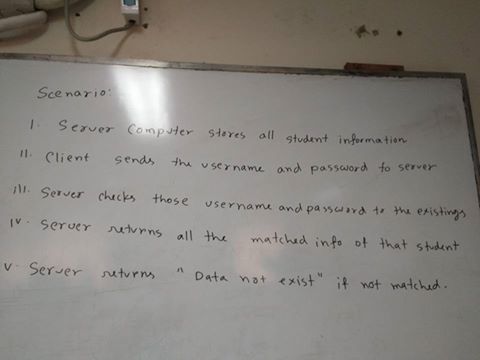 Scenario:
I. Server computer stores all student information
II. Client sends the username and password to server
III. Server checks those username and password to the existings
IV. Server returns all the matched info of that student
V. Server returns "Data not exist" if not matched.